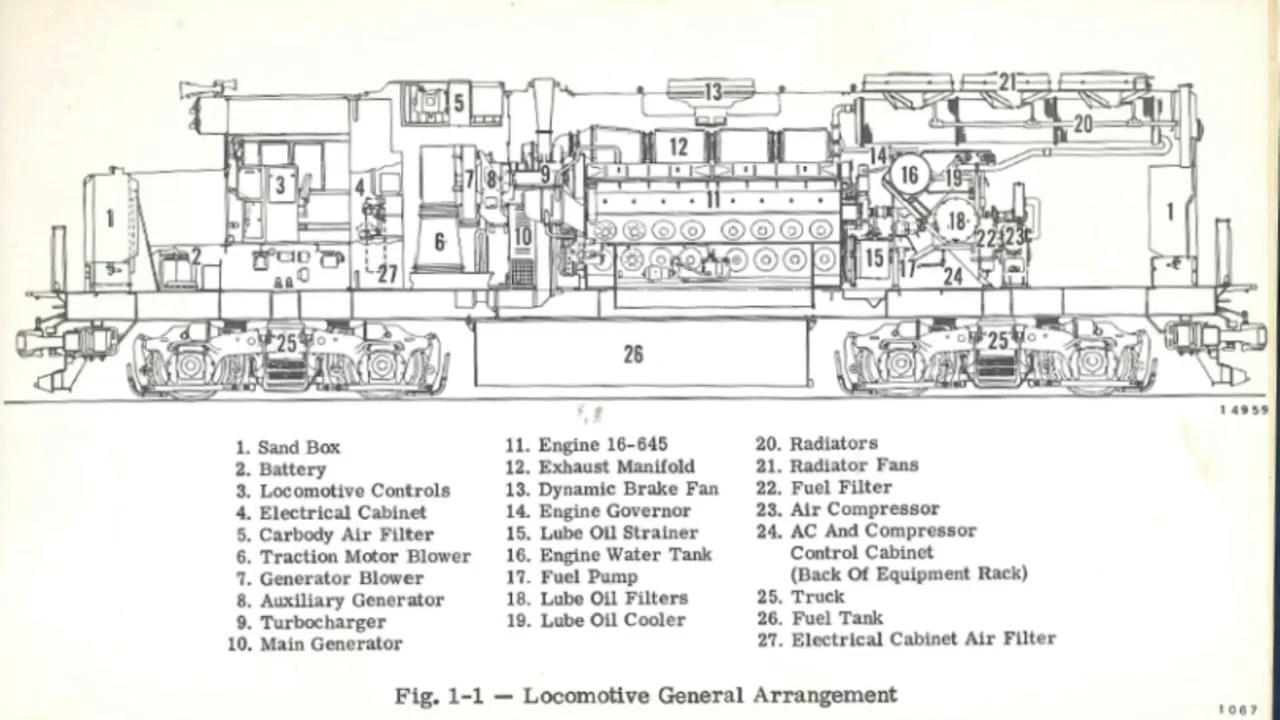 21
13
5
20
12
14
9
16
19
3
4
7
8
11
1
18
1
6
10
22
23
2
15
17
24
27
25
25
26
14959
1. Sand Box
2. Battery
3. Locomotive Controls
4. Electrical Cabinet
5. Carbody Air Filter
6. Traction Motor Blower
7. Generator Blower
8. Auxiliary Generator
9. Turbocharger
10. Main Generator
11. Engine 16-645
12. Exhaust Manifold
13. Dynamic Brake Fan
14. Engine Governor
15. Lube Oil Strainer
16. Engine Water Tank
17. Fuel Pump
18. Lube Oil Filters
19. Lube Oil Cooler
20. Radiators
21. Radiator Fans
22. Fuel Filter
23. Air Compressor
24. AC And Compressor
Control Cabinet
(Back Of Equipment Rack)
25. Truck
26. Fuel Tank
27. Electrical Cabinet Air Filter
Fig. 1-1 — Locomotive General Arrangement
1067